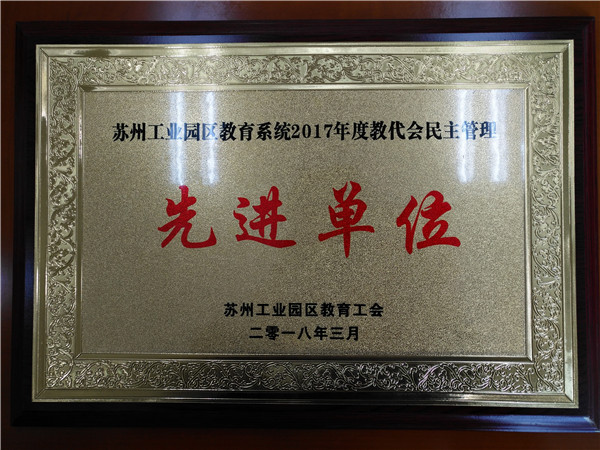 苏州工业园区教育系统2017年度教代会民主管理
先进单位
苏州工业园区教育工会
二零一八年三月